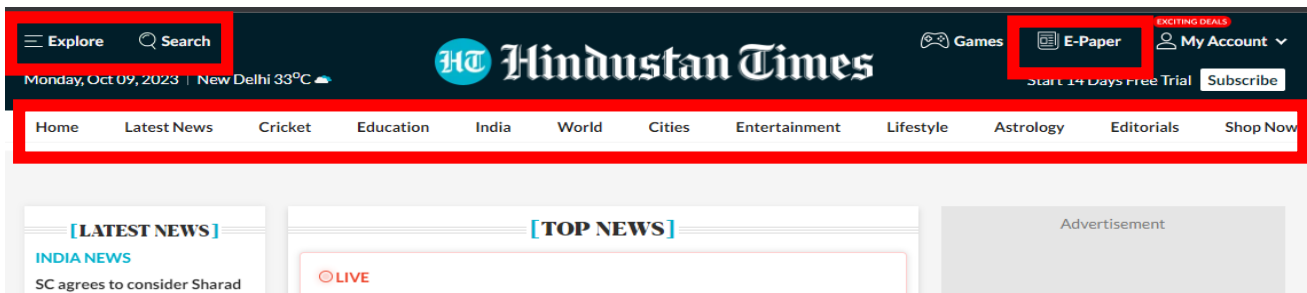 EXCITING DEALS
Explore Search
HT Hindustan Times
Games E-Paper My Account
Monday, Oct 09, 2023 | New Delhi 33°C
Start 14 Days Free Trial Subscribe
Home Latest News Cricket Education India World Cities Entertainment Lifestyle Astrology Editorials Shop Now
[LATEST NEWS]
[TOP NEWS]
Advertisement
INDIA NEWS
LIVE
SC agrees to consider Sharad